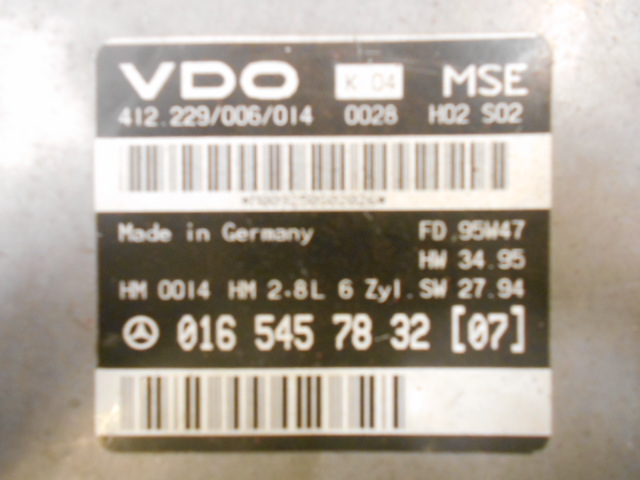 VDO K 04 MSE
412.229/006/014 0028 H02 S02
Made in Germany FD.95W47
HW 34.95
HM 0014 HM 2.8L 6 Zyl. SW 27.94
016 545 78 32 [07]